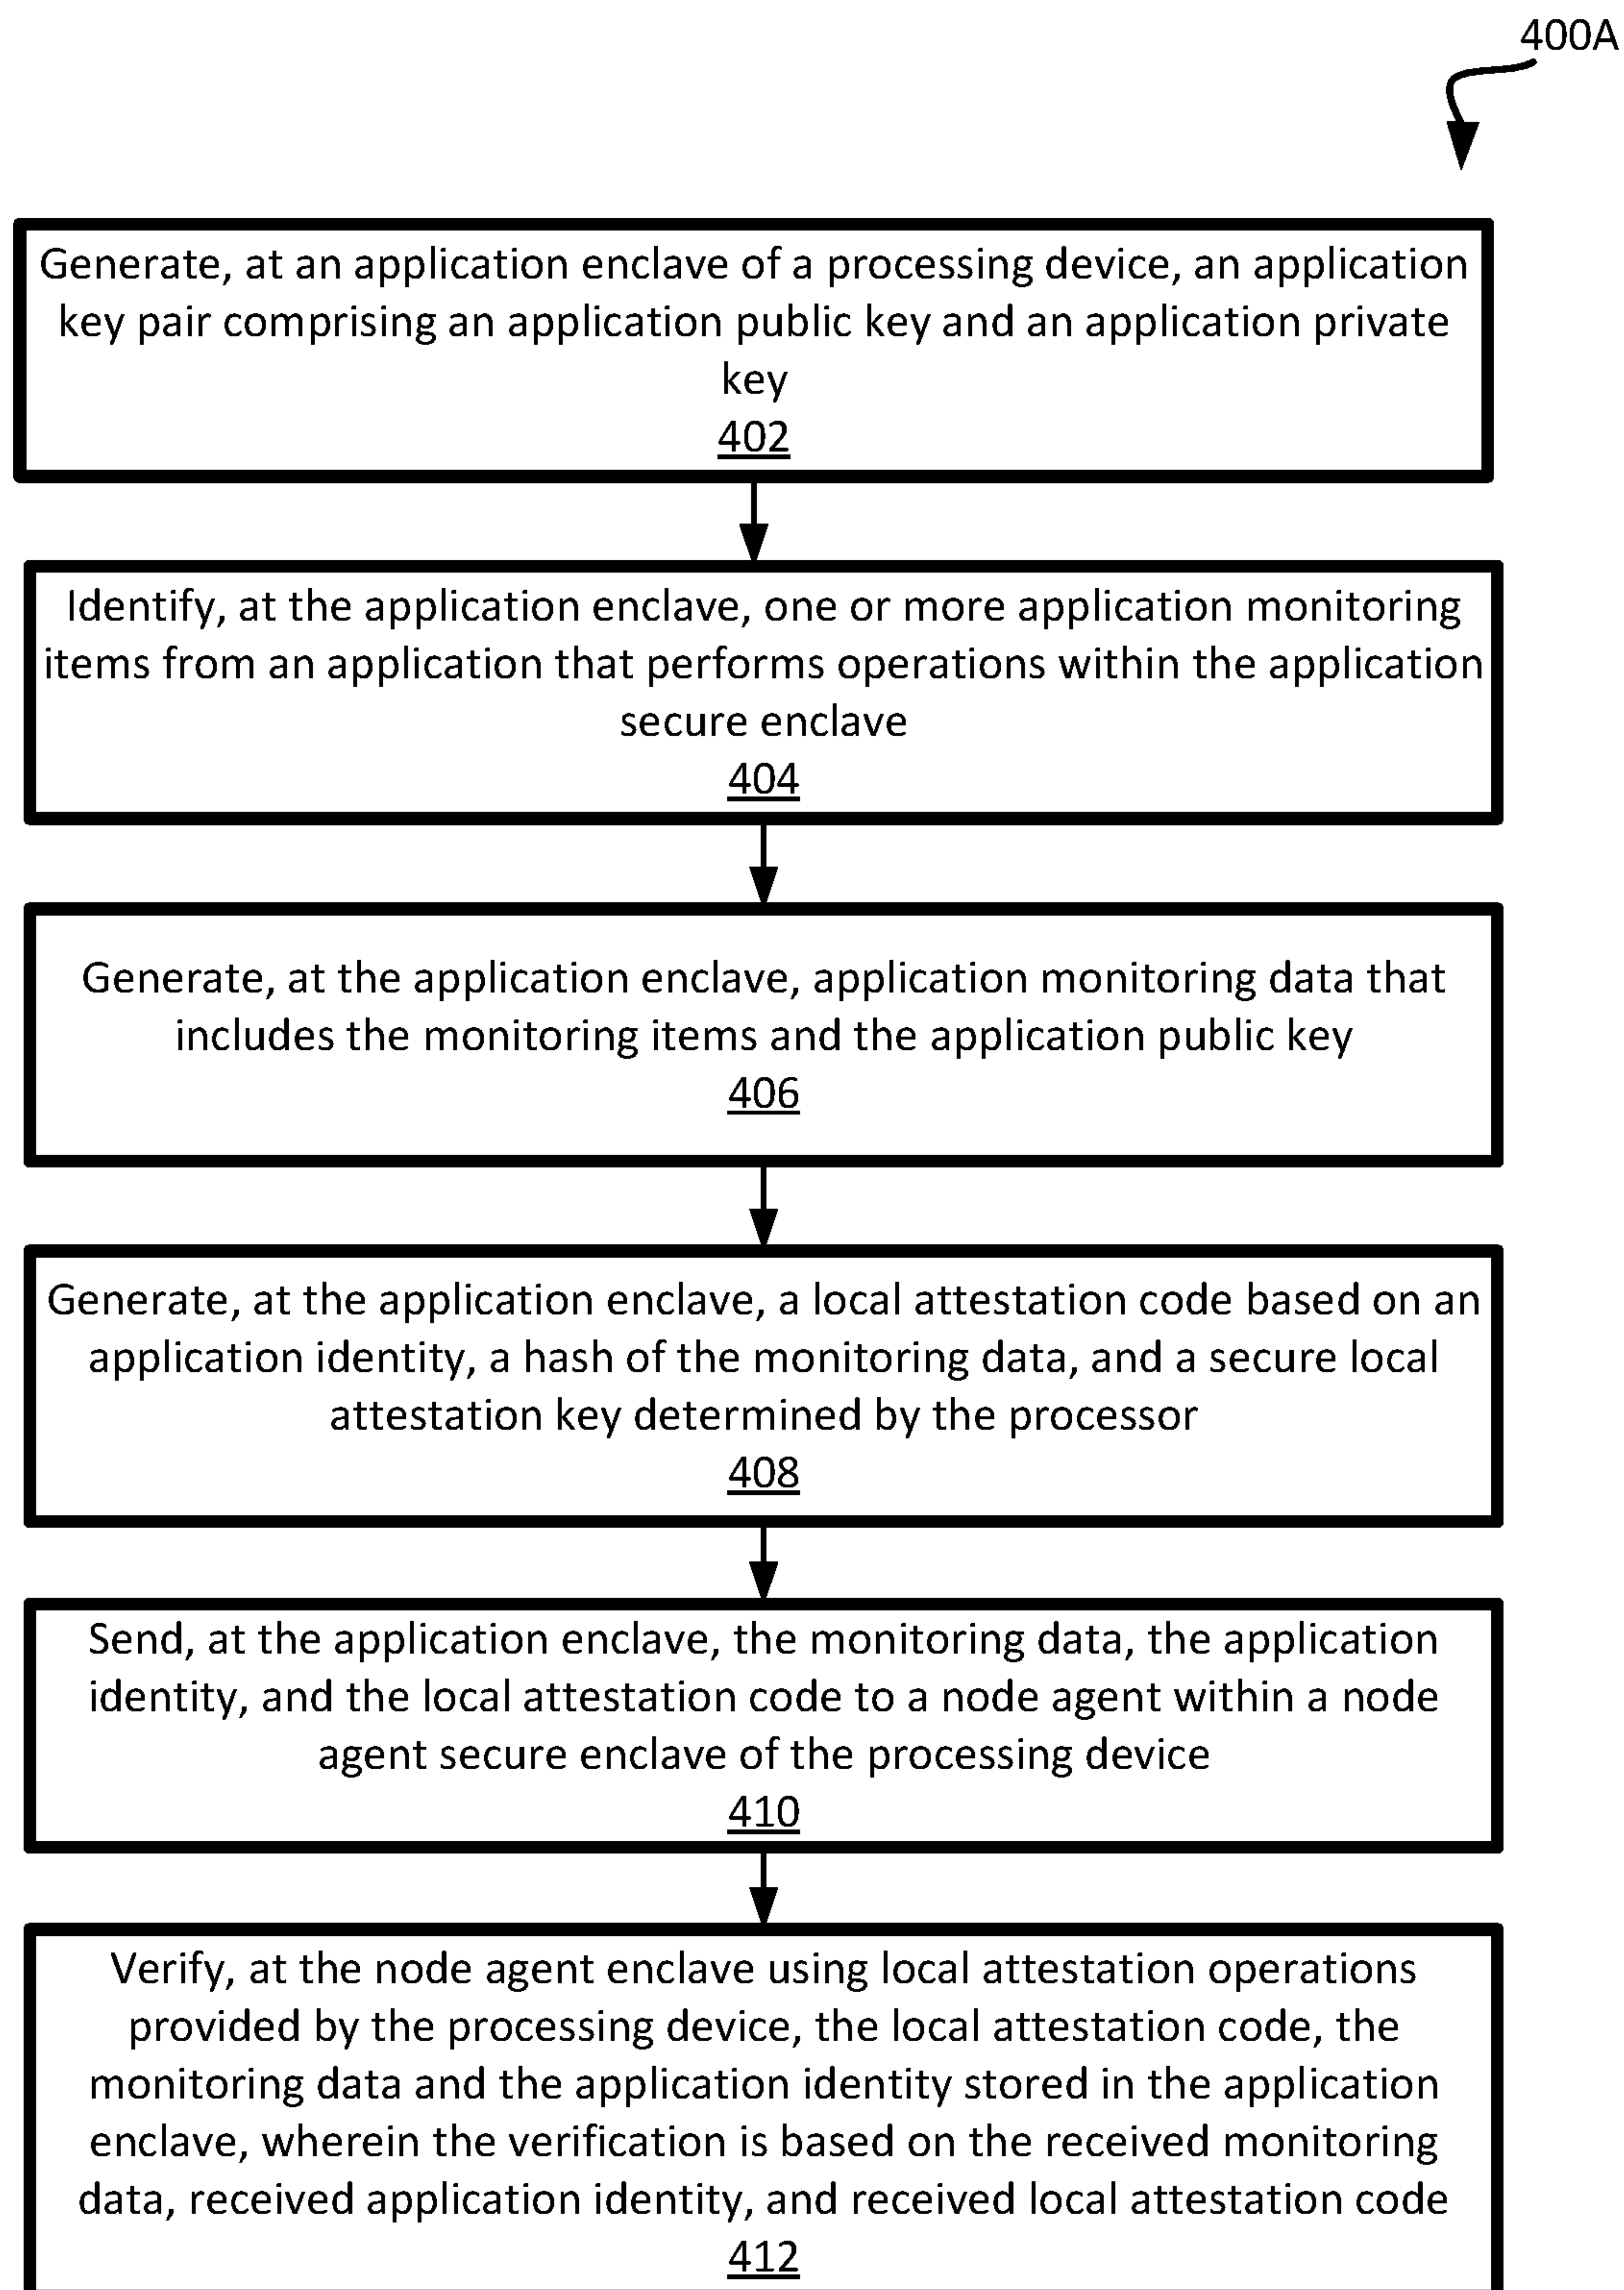 400A
Generate, at an application enclave of a processing device, an application
key pair comprising an application public key and an application private
key
402
Identify, at the application enclave, one or more application monitoring
items from an application that performs operations within the application
secure enclave
404
Generate, at the application enclave, application monitoring data that
includes the monitoring items and the application public key
406
Generate, at the application enclave, a local attestation code based on an
application identity, a hash of the monitoring data, and a secure local
attestation key determined by the processor
408
Send, at the application enclave, the monitoring data, the application
identity, and the local attestation code to a node agent within a node
agent secure enclave of the processing device
410
Verify, at the node agent enclave using local attestation operations
provided by the processing device, the local attestation code, the
monitoring data and the application identity stored in the application
enclave, wherein the verification is based on the received monitoring
data, received application identity, and received local attestation code
412